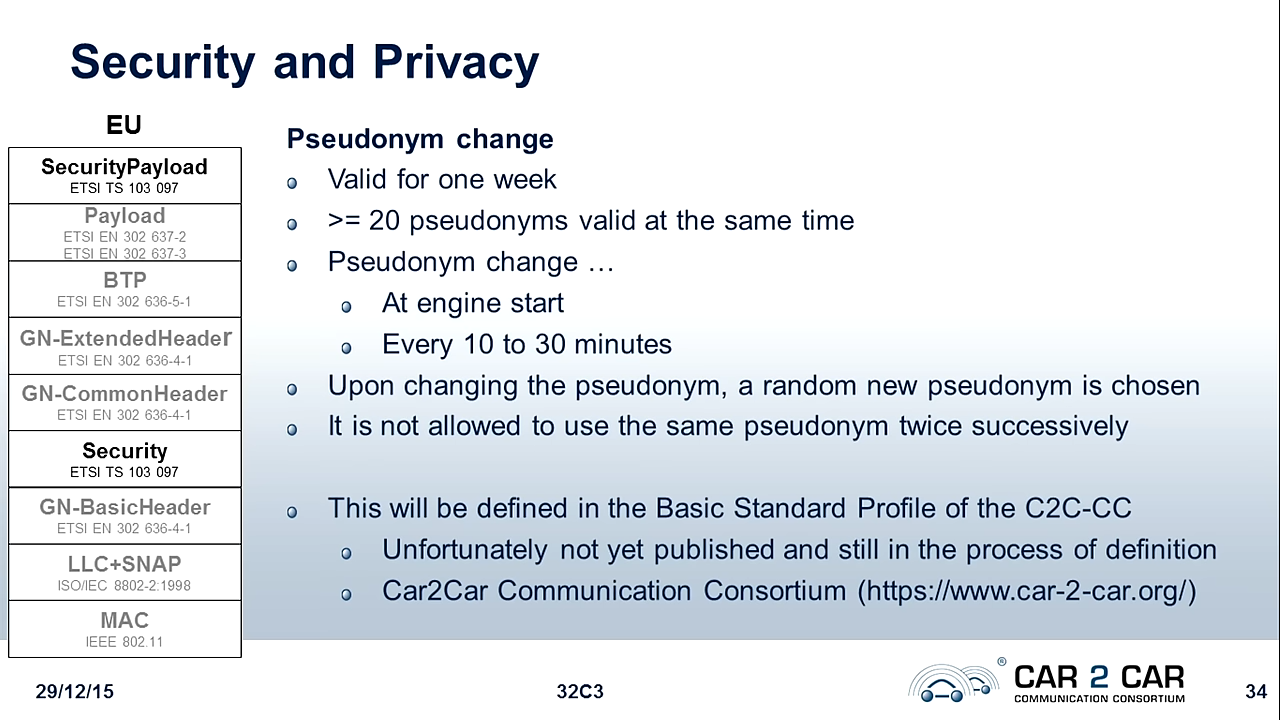 Security and Privacy
EU
SecurityPayload
ETSI TS 103 097
Payload
ETSI EN 302 637-2
ETSI EN 302 637-3
BTP
ETSI EN 302 636-5-1
GN-ExtendedHeader
ETSI EN 302 636-4-1
GN-CommonHeader
ETSI EN 302 636-4-1
Security
ETSI TS 103 097
GN-BasicHeader
ETSI EN 302 636-4-1
LLC+SNAP
ISO/IEC 8802-2:1998
MAC
IEEE 802.11
Pseudonym change
Valid for one week
>= 20 pseudonyms valid at the same time
Pseudonym change …
At engine start
Every 10 to 30 minutes
Upon changing the pseudonym, a random new pseudonym is chosen
It is not allowed to use the same pseudonym twice successively
This will be defined in the Basic Standard Profile of the C2C-CC
Unfortunately not yet published and still in the process of definition
Car2Car Communication Consortium (https://www.car-2-car.org/)
29/12/15
32C3
® CAR 2 CAR
COMMUNICATION CONSORTIUM
34